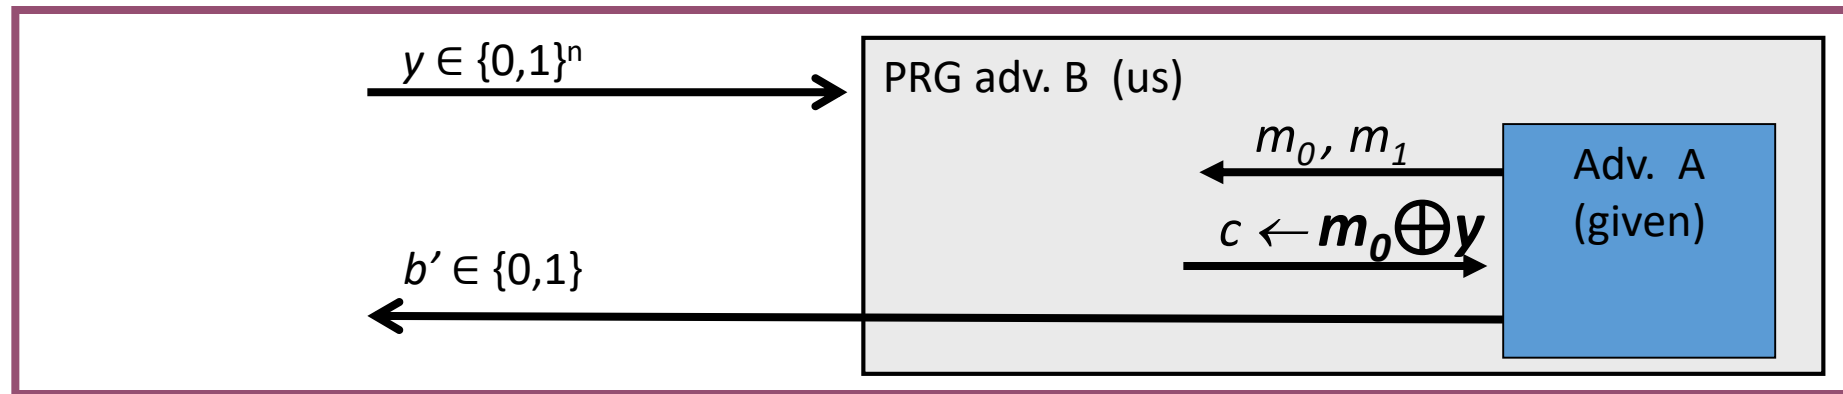 y ∈ {0,1}ⁿ
PRG adv. B (us)
m₀ , m₁
Adv. A
(given)
c ← m₀⊕y
b’ ∈ {0,1}